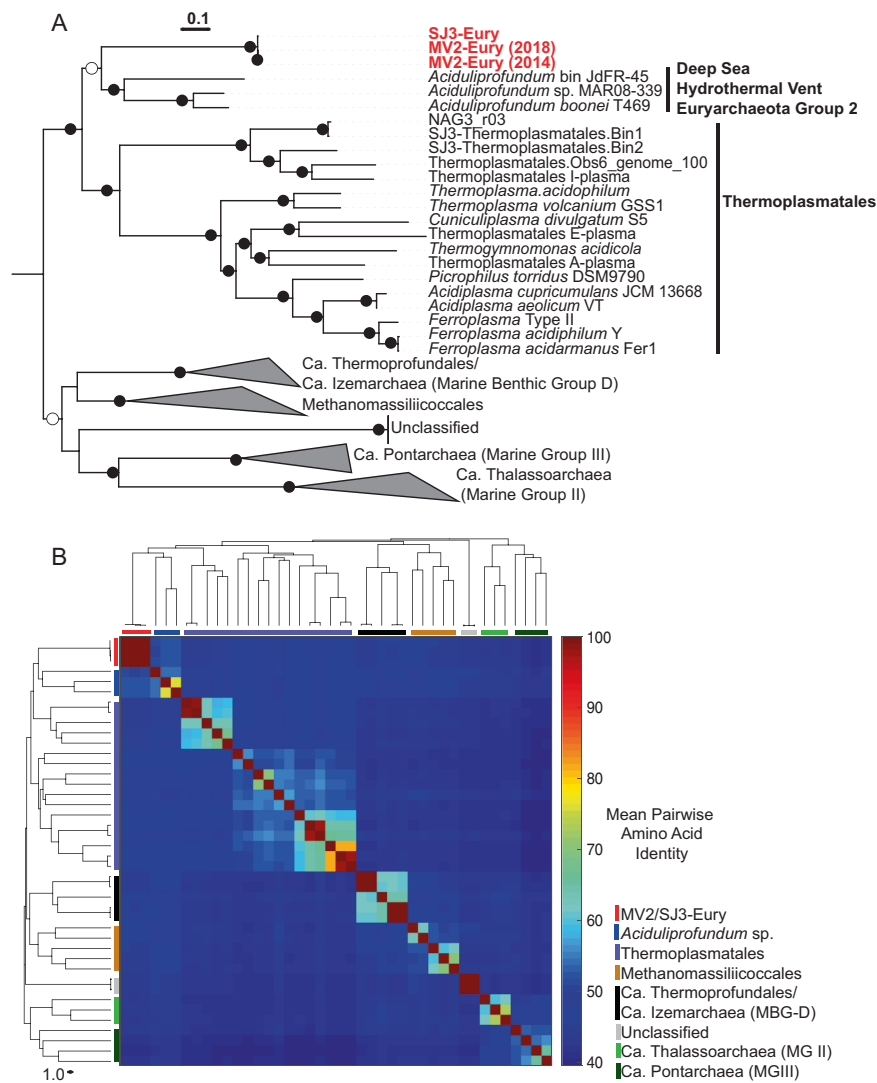 A
0.1
SJ3-Eury
MV2-Eury (2018)
MV2-Eury (2014)
Aciduliprofundum bin JdFR-45
Aciduliprofundum sp. MAR08-339
Aciduliprofundum boonei T469
Deep Sea
Hydrothermal Vent
Euryarchaeota Group 2
NAG3_r03
SJ3-Thermoplasmatales.Bin1
SJ3-Thermoplasmatales.Bin2
Thermoplasmatales.Obs6_genome_100
Thermoplasmatales I-plasma
Thermoplasma.acidophilum
Thermoplasma volcanium GSS1
Cuniculiplasma divulgatum S5
Thermoplasmatales E-plasma
Thermogymnomonas acidicola
Thermoplasmatales A-plasma
Picrophilus torridus DSM9790
Acidiplasma cupricumulans JCM 13668
Acidiplasma aeolicum VT
Ferroplasma Type II
Ferroplasma acidiphilum Y
Ferroplasma acidarmanus Fer1
Thermoplasmatales
Ca. Thermoprofundales/
Ca. Izemarchaea (Marine Benthic Group D)
Methanomassiliicoccales
Unclassified
Ca. Pontarchaea (Marine Group III)
Ca. Thalassoarchaea
(Marine Group II)
B
100
90
80
70
60
50
40
Mean Pairwise
Amino Acid
Identity
MV2/SJ3-Eury
Aciduliprofundum sp.
Thermoplasmatales
Methanomassiliicoccales
Ca. Thermoprofundales/
Ca. Izemarchaea (MBG-D)
Unclassified
Ca. Thalassoarchaea (MG II)
Ca. Pontarchaea (MGIII)
1.0